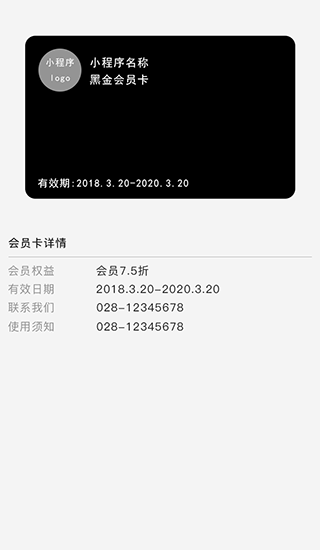 小程序
logo
小程序名称
黑金会员卡
有效期:2018.3.20-2020.3.20
会员卡详情
会员权益 会员7.5折
有效日期 2018.3.20-2020.3.20
联系我们 028-12345678
使用须知 028-12345678